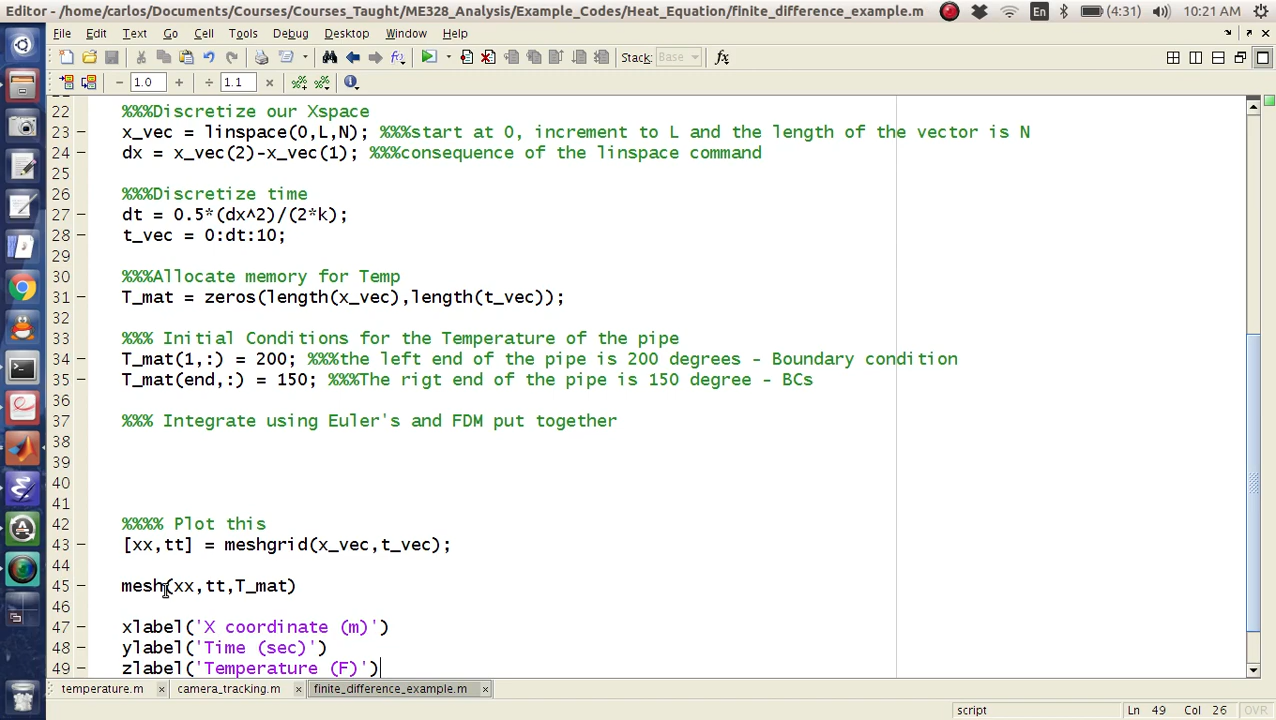 Editor - /home/carlos/Documents/Courses/Courses_Taught/ME328_Analysis/Example_Codes/Heat_Equation/finite_difference_example.m
En
(4:31)
10:21 AM
File Edit Text Go Cell Tools Debug Desktop Window Help
Stack: Base
fx
− 1.0 + ÷ 1.1 ×
22 %%%Discretize our Xspace
23 − x_vec = linspace(0,L,N); %%%start at 0, increment to L and the length of the vector is N
24 − dx = x_vec(2)-x_vec(1); %%%consequence of the linspace command
25
26 %%%Discretize time
27 − dt = 0.5*(dx^2)/(2*k);
28 − t_vec = 0:dt:10;
29
30 %%%Allocate memory for Temp
31 − T_mat = zeros(length(x_vec),length(t_vec));
32
33 %%% Initial Conditions for the Temperature of the pipe
34 − T_mat(1,:) = 200; %%%the left end of the pipe is 200 degrees - Boundary condition
35 − T_mat(end,:) = 150; %%%The rigt end of the pipe is 150 degree - BCs
36
37 %%% Integrate using Euler's and FDM put together
38
39
40
41
42 %%%% Plot this
43 − [xx,tt] = meshgrid(x_vec,t_vec);
44
45 − mesh(xx,tt,T_mat)
46
47 − xlabel('X coordinate (m)')
48 − ylabel('Time (sec)')
49 − zlabel('Temperature (F)')
temperature.m × camera_tracking.m × finite_difference_example.m ×
script Ln 49 Col 26 OVR